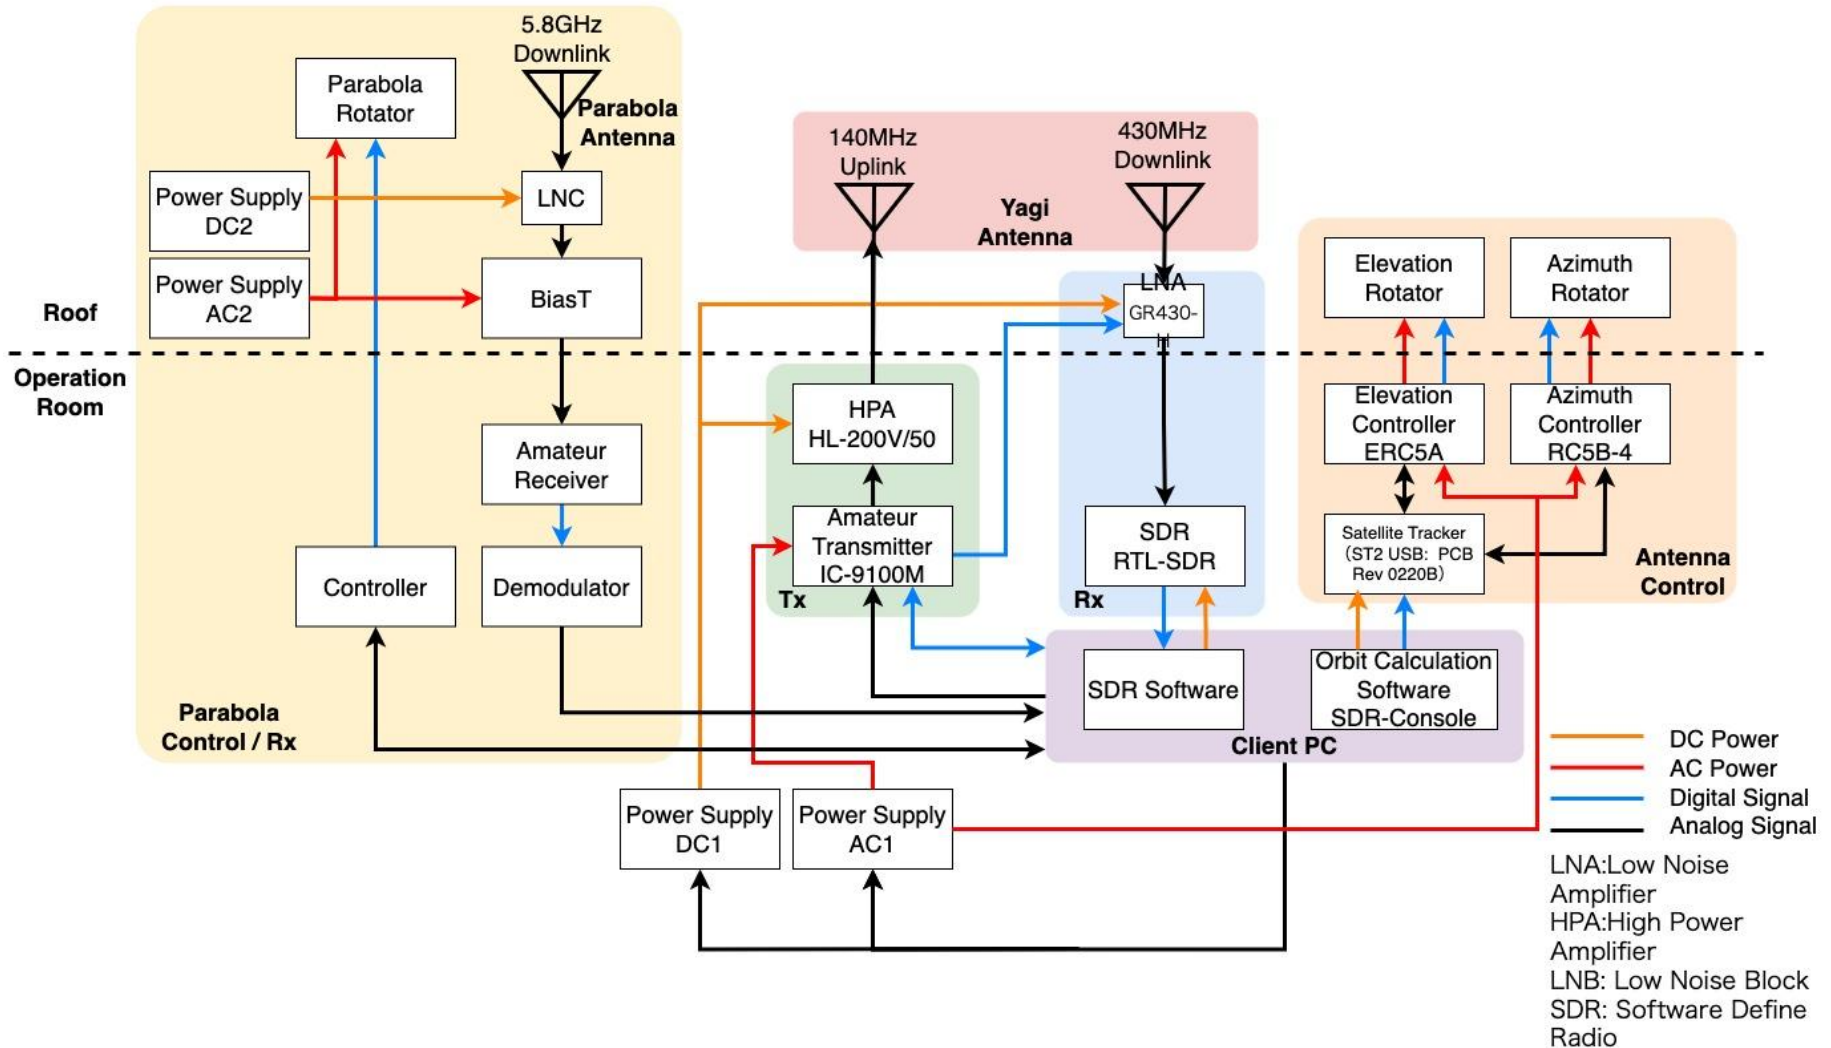 5.8GHz
Downlink
Parabola
Rotator
Parabola
Antenna
Power Supply
DC2
LNC
Power Supply
AC2
BiasT
Roof
Operation
Room
Amateur
Receiver
Controller
Demodulator
Parabola
Control / Rx
140MHz
Uplink
430MHz
Downlink
Yagi
Antenna
LNA
GR430-
H
HPA
HL-200V/50
Amateur
Transmitter
IC-9100M
Tx
SDR
RTL-SDR
Rx
Elevation
Rotator
Azimuth
Rotator
Elevation
Controller
ERC5A
Azimuth
Controller
RC5B-4
Satellite Tracker
（ST2 USB: PCB
Rev 0220B）
Antenna
Control
SDR Software
Orbit Calculation
Software
SDR-Console
Client PC
Power Supply
DC1
Power Supply
AC1
DC Power
AC Power
Digital Signal
Analog Signal
LNA:Low Noise
Amplifier
HPA:High Power
Amplifier
LNB: Low Noise Block
SDR: Software Define
Radio